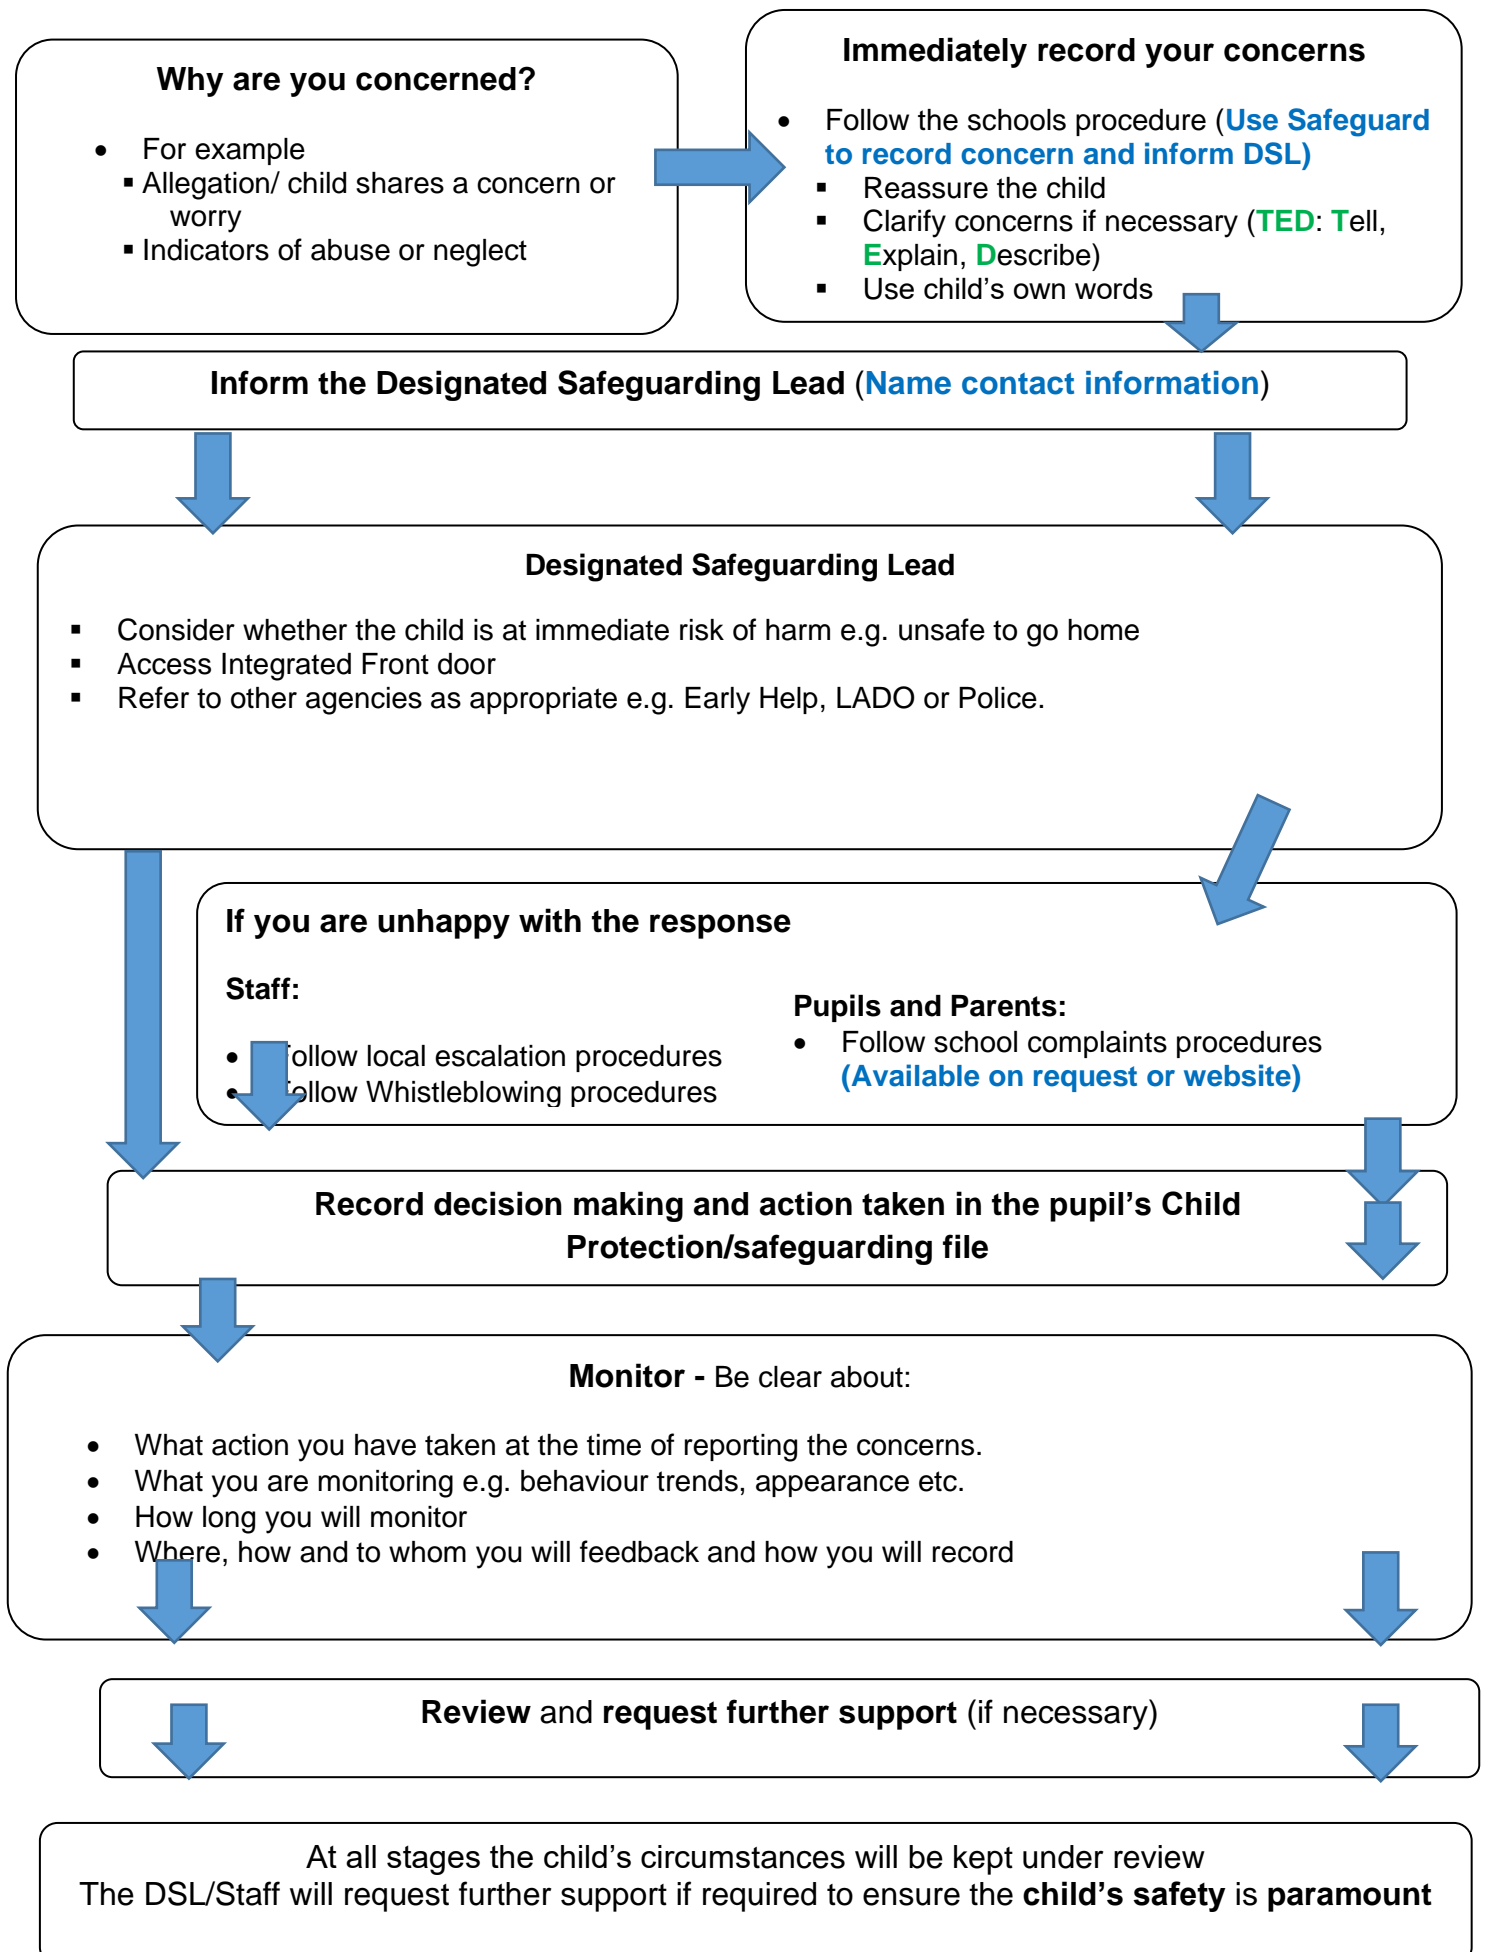 Why are you concerned?
• For example
▪ Allegation/ child shares a concern or
worry
▪ Indicators of abuse or neglect
Immediately record your concerns
• Follow the schools procedure (Use Safeguard
to record concern and inform DSL)
▪ Reassure the child
▪ Clarify concerns if necessary (TED: Tell,
Explain, Describe)
▪ Use child’s own words
Inform the Designated Safeguarding Lead (Name contact information)
Designated Safeguarding Lead
▪ Consider whether the child is at immediate risk of harm e.g. unsafe to go home
▪ Access Integrated Front door
▪ Refer to other agencies as appropriate e.g. Early Help, LADO or Police.
If you are unhappy with the response
Staff:
• Follow local escalation procedures
• Follow Whistleblowing procedures
Pupils and Parents:
• Follow school complaints procedures
(Available on request or website)
Record decision making and action taken in the pupil’s Child
Protection/safeguarding file
Monitor - Be clear about:
• What action you have taken at the time of reporting the concerns.
• What you are monitoring e.g. behaviour trends, appearance etc.
• How long you will monitor
• Where, how and to whom you will feedback and how you will record
Review and request further support (if necessary)
At all stages the child’s circumstances will be kept under review
The DSL/Staff will request further support if required to ensure the child’s safety is paramount